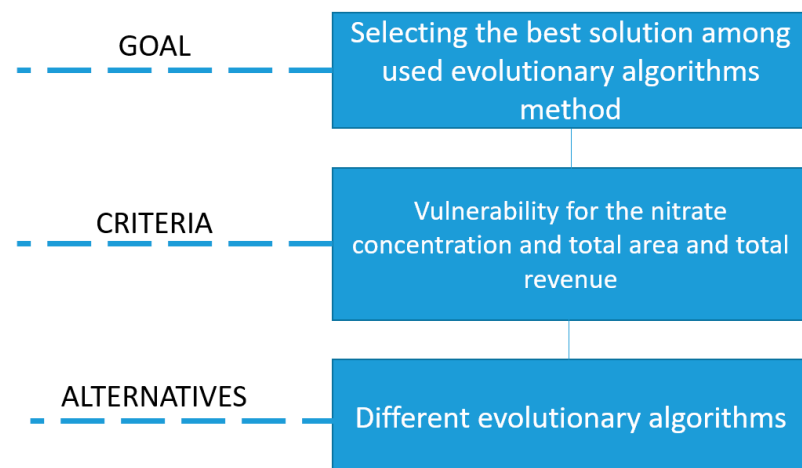 GOAL
Selecting the best solution among
used evolutionary algorithms
method
CRITERIA
Vulnerability for the nitrate
concentration and total area and total
revenue
ALTERNATIVES
Different evolutionary algorithms